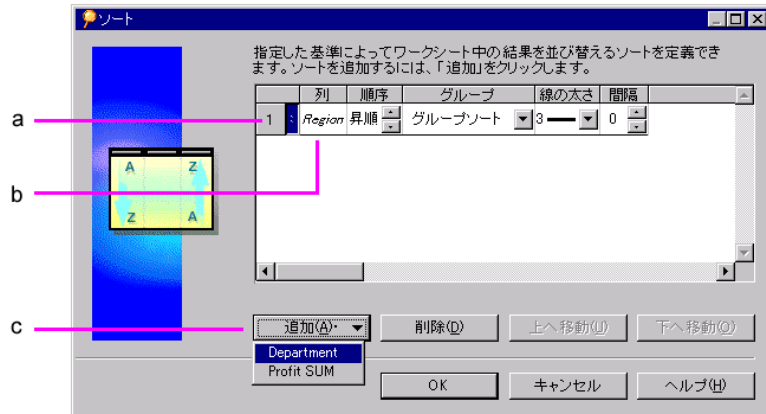 ソート
指定した基準によってワークシート中の結果を並び替えるソートを定義でき
ます。ソートを追加するには、「追加」をクリックします。
列 順序 グループ 線の太さ 間隔
a
1 : Region 昇順 グループソート 3 0
b
A Z
Z A
c
追加(A)・ 削除(D) 上へ移動(U) 下へ移動(O)
Department
Profit SUM
OK キャンセル ヘルプ(H)